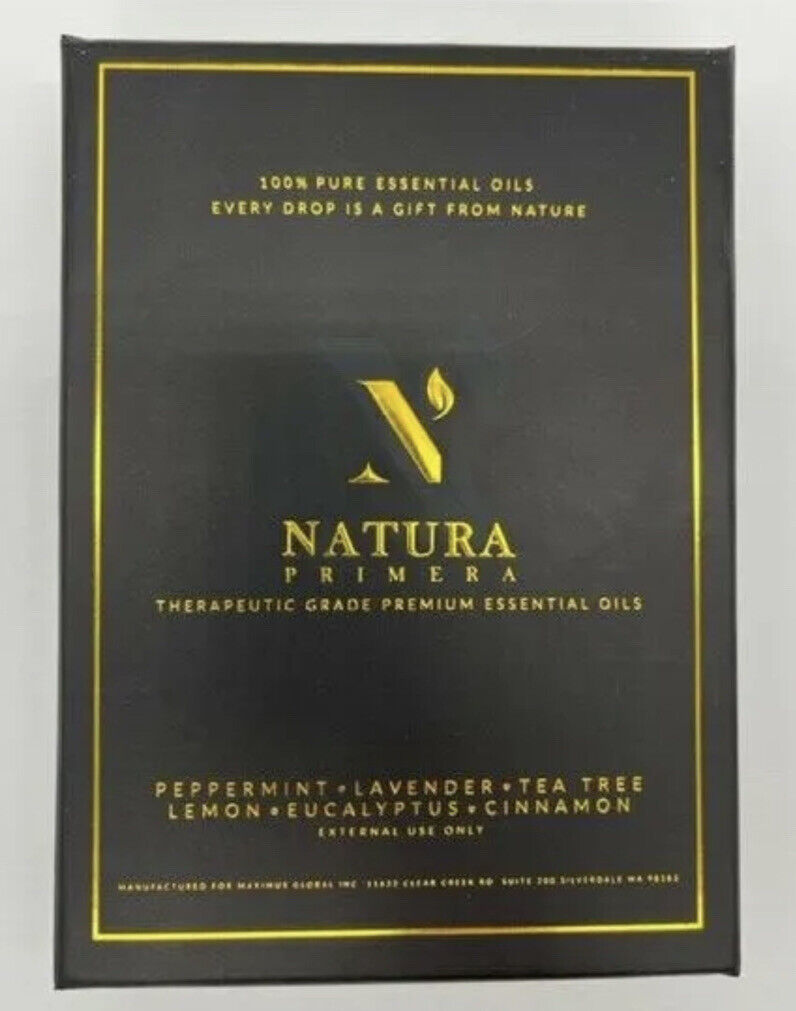 100% PURE ESSENTIAL OILS
EVERY DROP IS A GIFT FROM NATURE
N
NATURA
PRIMERA
THERAPEUTIC GRADE PREMIUM ESSENTIAL OILS
PEPPERMINT • LAVENDER • TEA TREE
LEMON • EUCALYPTUS • CINNAMON
EXTERNAL USE ONLY
MANUFACTURED FOR MAXIMUS GLOBAL INC CLEAR CREEK RD SUITE 200 SILVERDALE WA